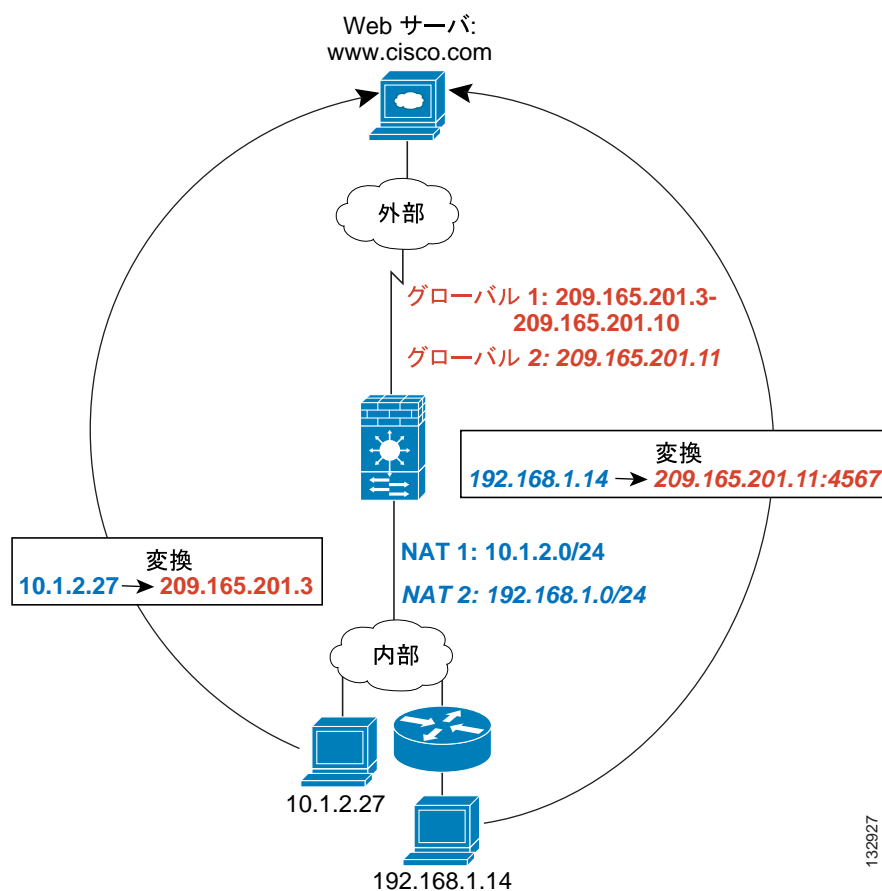 Web サーバ:
www.cisco.com
外部
グローバル 1: 209.165.201.3-
209.165.201.10
グローバル 2: 209.165.201.11
変換
192.168.1.14 → 209.165.201.11:4567
NAT 1: 10.1.2.0/24
変換
10.1.2.27 → 209.165.201.3
NAT 2: 192.168.1.0/24
内部
10.1.2.27
192.168.1.14
132927